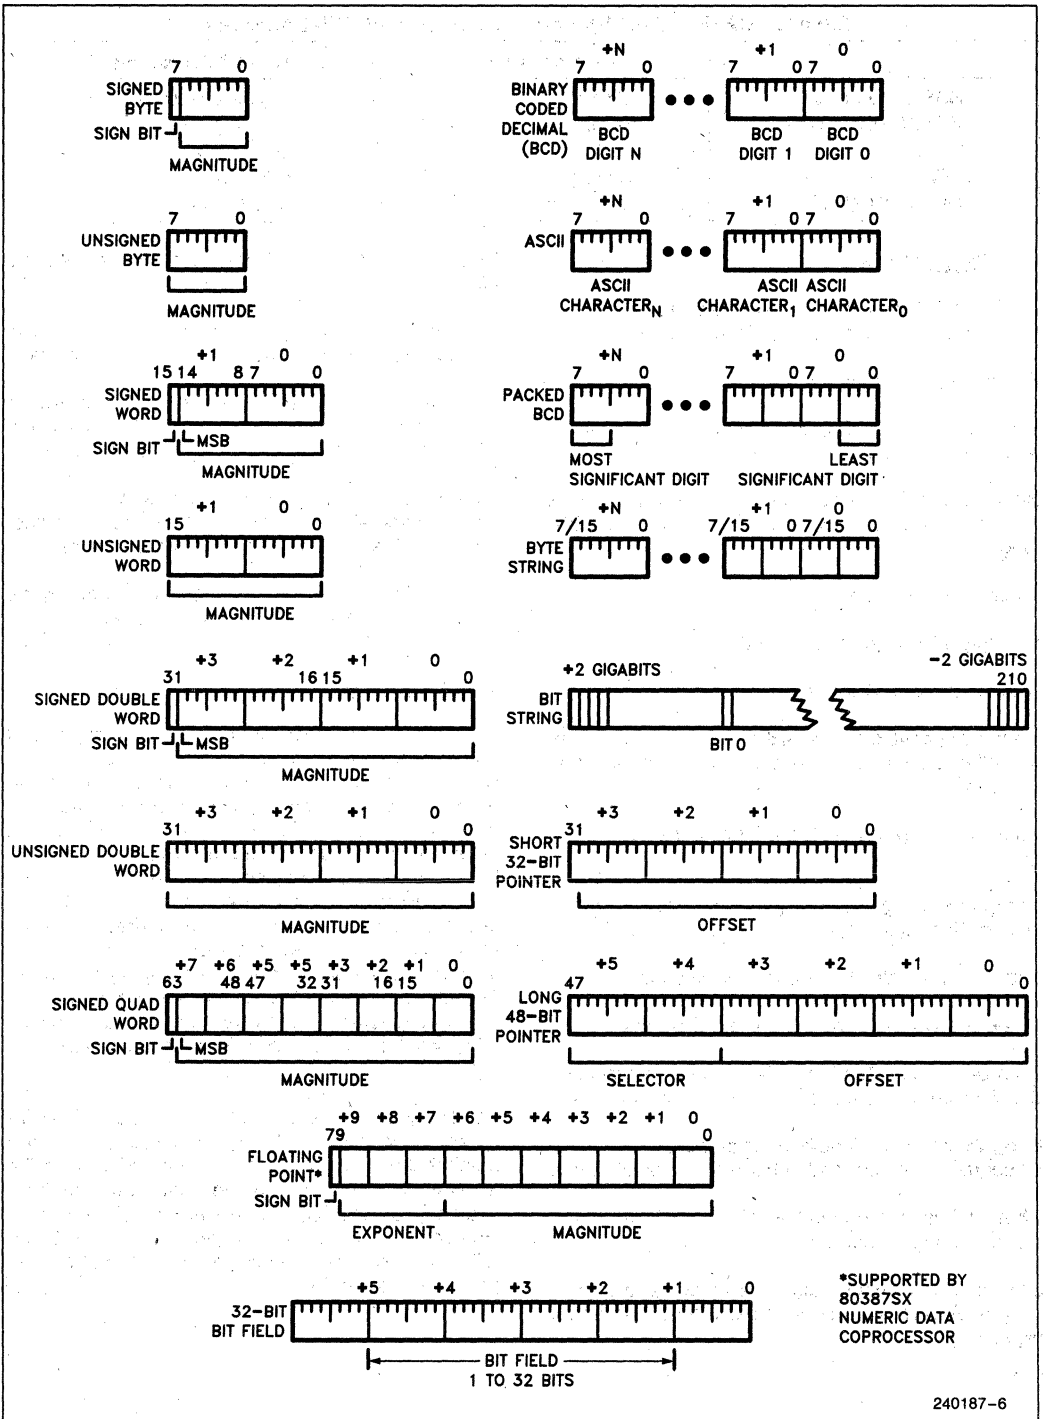 7 0
SIGNED
BYTE
SIGN BIT
MAGNITUDE
+N +1 0
7 0 7 0 7 0
BINARY
CODED
DECIMAL
(BCD)
BCD BCD BCD
DIGIT N DIGIT 1 DIGIT 0
7 0
UNSIGNED
BYTE
MAGNITUDE
+N +1 0
7 0 7 0 7 0
ASCII
ASCII ASCII ASCII
CHARACTERN CHARACTER1 CHARACTER0
+1 0
15 14 8 7 0
SIGNED
WORD
SIGN BIT MSB
MAGNITUDE
+N +1 0
7 0 7 0 7 0
PACKED
BCD
MOST LEAST
SIGNIFICANT DIGIT SIGNIFICANT DIGIT
+1 0
15 0
UNSIGNED
WORD
MAGNITUDE
+N +1 0
7/15 0 7/15 0 7/15 0
BYTE
STRING
+3 +2 +1 0
31 16 15 0
SIGNED DOUBLE
WORD
SIGN BIT MSB
MAGNITUDE
+2 GIGABITS -2 GIGABITS
210
BIT
STRING
BIT 0
+3 +2 +1 0
31 0
UNSIGNED DOUBLE
WORD
MAGNITUDE
+3 +2 +1 0
31 0
SHORT
32-BIT
POINTER
OFFSET
+7 +6 +5 +5 +3 +2 +1 0
63 48 47 32 31 16 15 0
SIGNED QUAD
WORD
SIGN BIT MSB
MAGNITUDE
+5 +4 +3 +2 +1 0
47 0
LONG
48-BIT
POINTER
SELECTOR OFFSET
+9 +8 +7 +6 +5 +4 +3 +2 +1 0
79 0
FLOATING
POINT*
SIGN BIT
EXPONENT MAGNITUDE
+5 +4 +3 +2 +1 0
32-BIT
BIT FIELD
BIT FIELD
1 TO 32 BITS
*SUPPORTED BY
80387SX
NUMERIC DATA
COPROCESSOR
240187-6